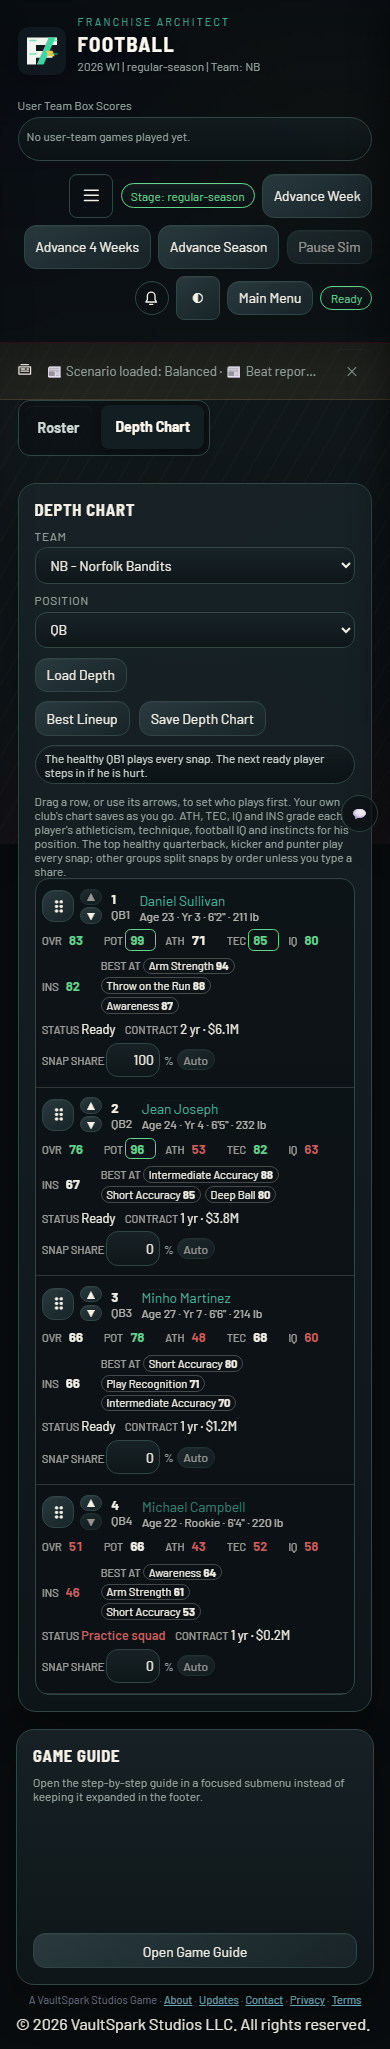 FRANCHISE ARCHITECT
FOOTBALL
2026 W1 | regular-season | Team: NB
User Team Box Scores
No user-team games played yet.
Stage: regular-season
Advance Week
Advance 4 Weeks
Advance Season
Pause Sim
Main Menu
Ready
Scenario loaded: Balanced · Beat repor...
Roster
Depth Chart
DEPTH CHART
TEAM
NB - Norfolk Bandits
POSITION
QB
Load Depth
Best Lineup
Save Depth Chart
The healthy QB1 plays every snap. The next ready player
steps in if he is hurt.
Drag a row, or use its arrows, to set who plays first. Your own
club's chart saves as you go. ATH, TEC, IQ and INS grade each
player's athleticism, technique, football IQ and instincts for his
position. The top healthy quarterback, kicker and punter play
every snap; other groups split snaps by order unless you type a
share.
1 Daniel Sullivan
QB1 Age 23 · Yr 3 · 6'2" · 211 lb
OVR 83 POT 99 ATH 71 TEC 85 IQ 80
INS 82 BEST AT Arm Strength 94
Throw on the Run 88
Awareness 87
STATUS Ready CONTRACT 2 yr · $6.1M
SNAP SHARE 100 % Auto
2 Jean Joseph
QB2 Age 24 · Yr 4 · 6'5" · 232 lb
OVR 76 POT 96 ATH 53 TEC 82 IQ 63
INS 67 BEST AT Intermediate Accuracy 88
Short Accuracy 85 Deep Ball 80
STATUS Ready CONTRACT 1 yr · $3.8M
SNAP SHARE 0 % Auto
3 Minho Martinez
QB3 Age 27 · Yr 7 · 6'6" · 214 lb
OVR 66 POT 78 ATH 48 TEC 68 IQ 60
INS 66 BEST AT Short Accuracy 80
Play Recognition 71
Intermediate Accuracy 70
STATUS Ready CONTRACT 1 yr · $1.2M
SNAP SHARE 0 % Auto
4 Michael Campbell
QB4 Age 22 · Rookie · 6'4" · 220 lb
OVR 51 POT 66 ATH 43 TEC 52 IQ 58
INS 46 BEST AT Awareness 64
Arm Strength 61
Short Accuracy 53
STATUS Practice squad CONTRACT 1 yr · $0.2M
SNAP SHARE 0 % Auto
GAME GUIDE
Open the step-by-step guide in a focused submenu instead of
keeping it expanded in the footer.
Open Game Guide
A VaultSpark Studios Game · About · Updates · Contact · Privacy · Terms
© 2026 VaultSpark Studios LLC. All rights reserved.